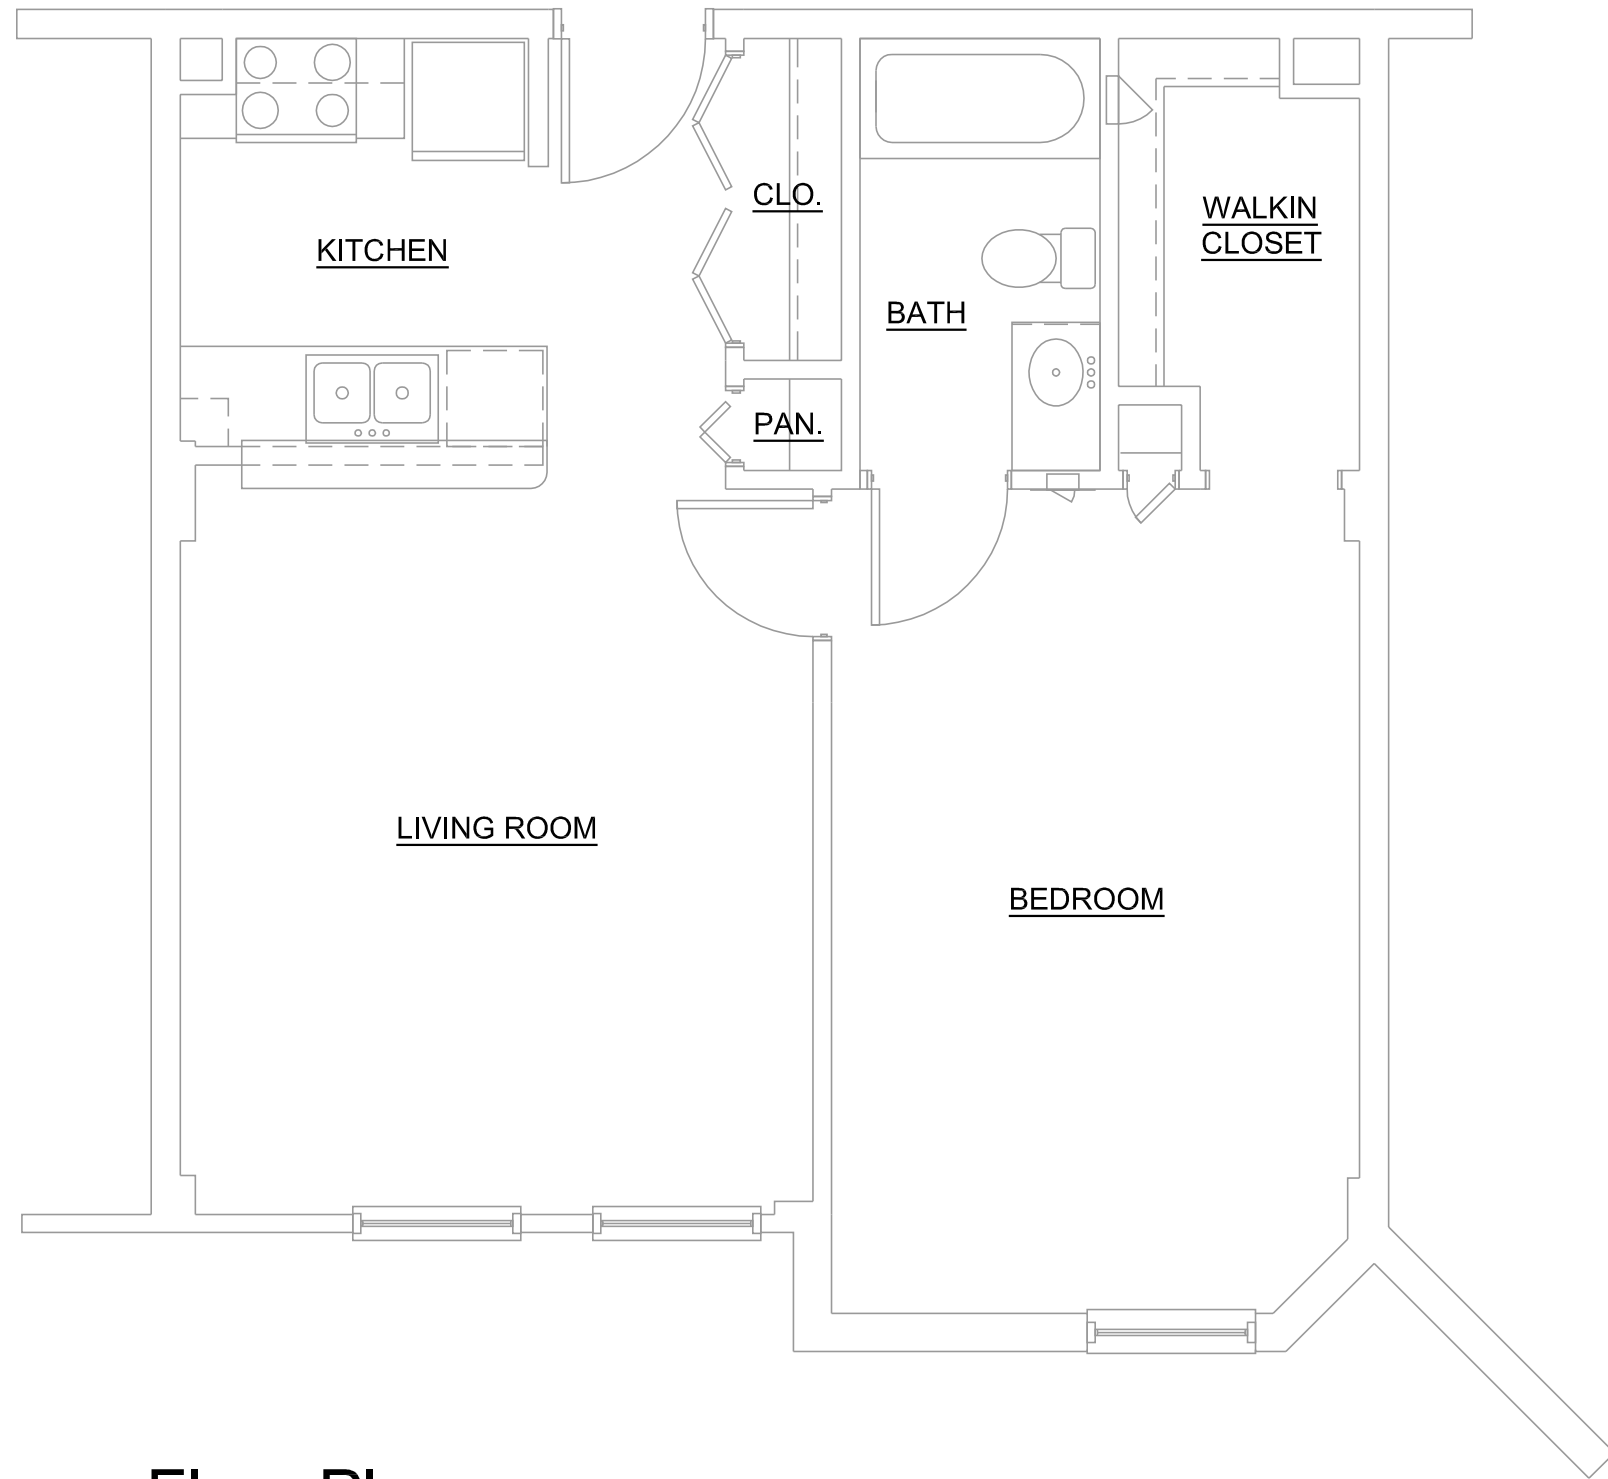 CLO.
WALKIN
CLOSET
KITCHEN
BATH
PAN.
LIVING ROOM
BEDROOM